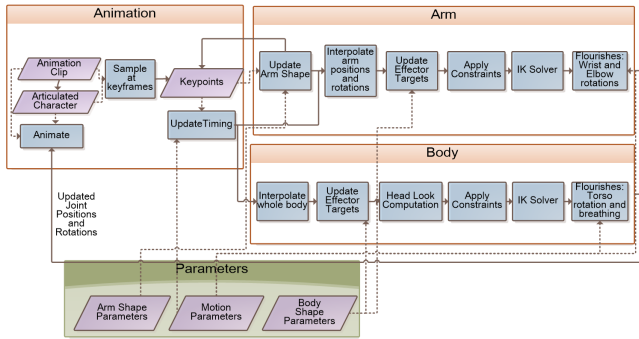 Animation
Animation
Clip
Articulated
Character
Animate
Sample
at
keyframes
Keypoints
UpdateTiming
Updated
Joint
Positions
and
Rotations
Arm
Update
Arm Shape
Interpolate
arm
positions
and
rotations
Update
Effector
Targets
Apply
Constraints
IK Solver
Flourishes:
Wrist and
Elbow
rotations
Body
Interpolate
whole body
Update
Effector
Targets
Head Look
Computation
Apply
Constraints
IK Solver
Flourishes:
Torso
rotation and
breathing
Parameters
Arm Shape
Parameters
Motion
Parameters
Body
Shape
Parameters